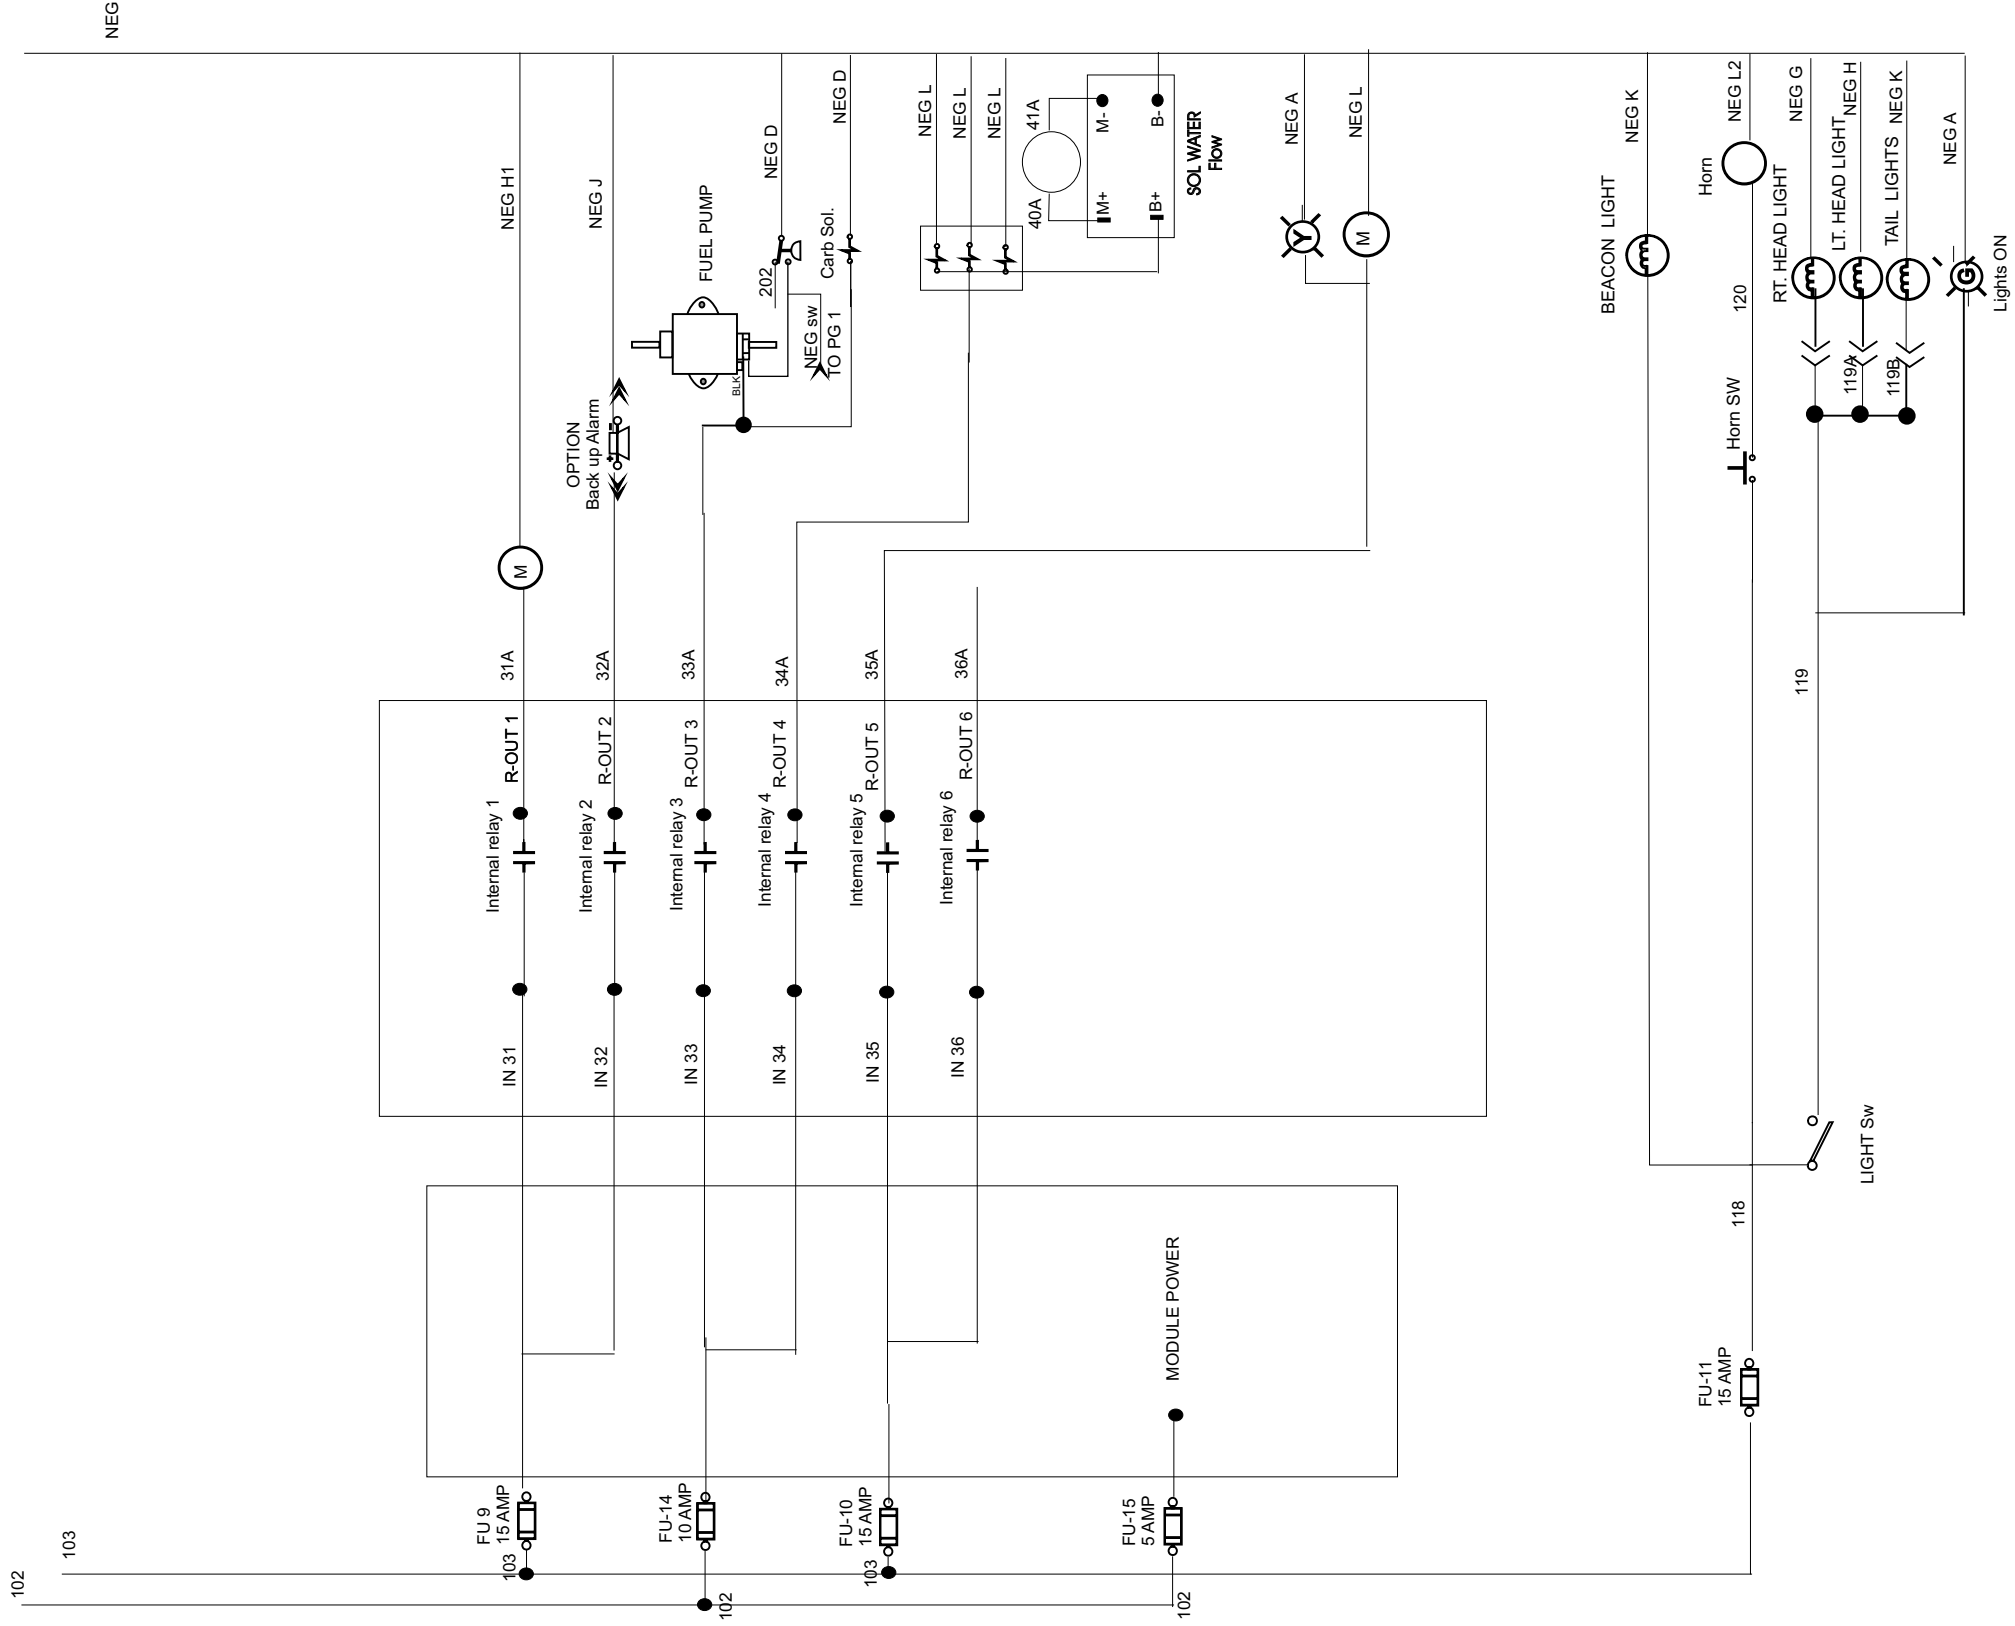 NEG
NEG H1
NEG J
NEG D
NEG D
NEG L
NEG L
NEG L
41A
40A
M-
B-
M+
B+
SOL WATER
Flow
NEG A
NEG L
NEG K
NEG L2
NEG G
NEG H
NEG K
NEG A
FUEL PUMP
202
Carb Sol.
NEG sw
TO PG 1
BLK
OPTION
Back up Alarm
+
-
M
Y
M
BEACON LIGHT
Horn
120
RT. HEAD LIGHT
LT. HEAD LIGHT
TAIL LIGHTS
G
Lights ON
119A
119B
Horn SW
31A
32A
33A
34A
35A
36A
119
R-OUT 1
R-OUT 2
R-OUT 3
R-OUT 4
R-OUT 5
R-OUT 6
Internal relay 1
Internal relay 2
Internal relay 3
Internal relay 4
Internal relay 5
Internal relay 6
IN 31
IN 32
IN 33
IN 34
IN 35
IN 36
LIGHT Sw
118
MODULE POWER
FU-11
15 AMP
FU 9
15 AMP
FU-14
10 AMP
FU-10
15 AMP
FU-15
5 AMP
103
103
103
102
102
102